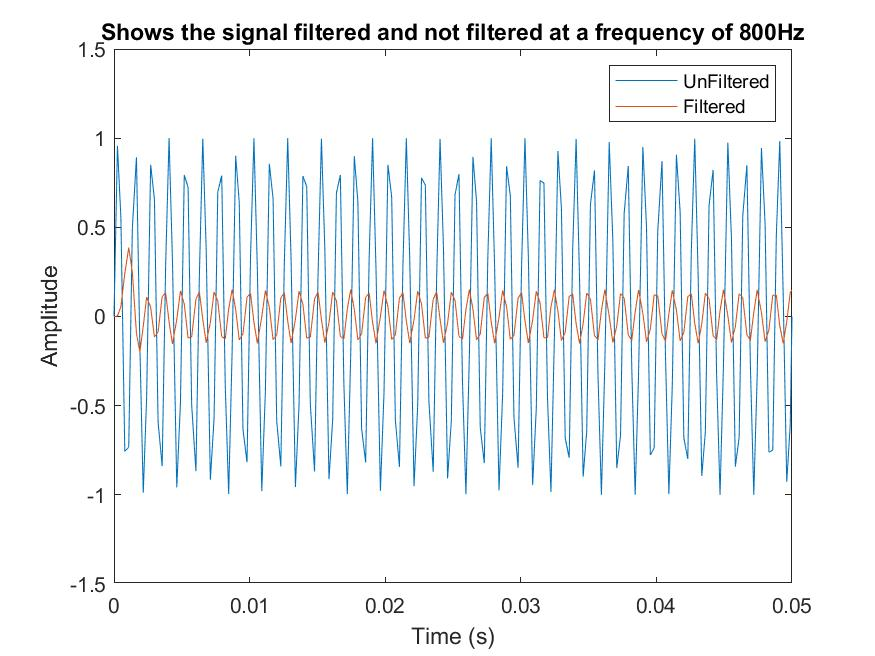 Shows the signal filtered and not filtered at a frequency of 800Hz
1.5
1
0.5
0
-0.5
-1
-1.5
Amplitude
UnFiltered
Filtered
0 0.01 0.02 0.03 0.04 0.05
Time (s)